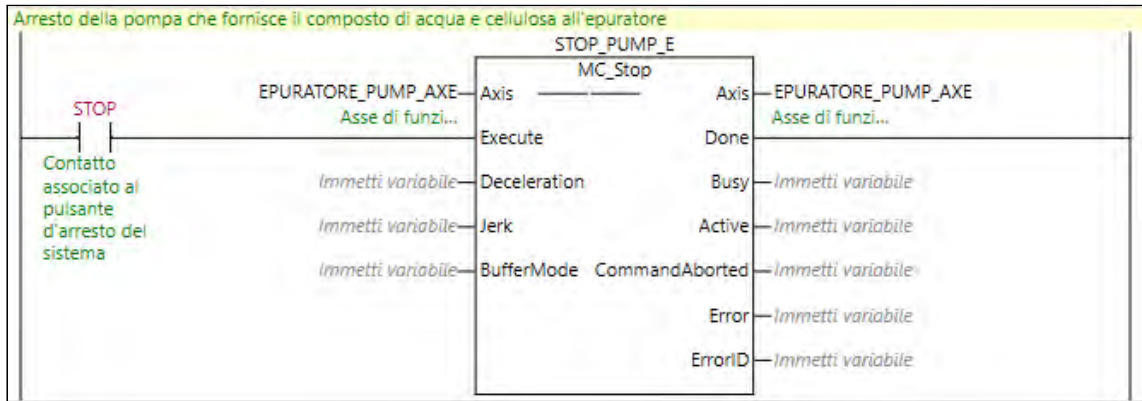 Arresto della pompa che fornisce il composto di acqua e cellulosa all'epuratore
STOP_PUMP_E
MC_Stop
EPURATORE_PUMP_AXE Axis Axis EPURATORE_PUMP_AXE
STOP Asse di funzi... Asse di funzi...
Execute Done
Contatto
associato al
pulsante
d'arresto del
sistema
Immetti variabile Deceleration Busy Immetti variabile
Immetti variabile Jerk Active Immetti variabile
Immetti variabile BufferMode CommandAborted Immetti variabile
Error Immetti variabile
ErrorID Immetti variabile